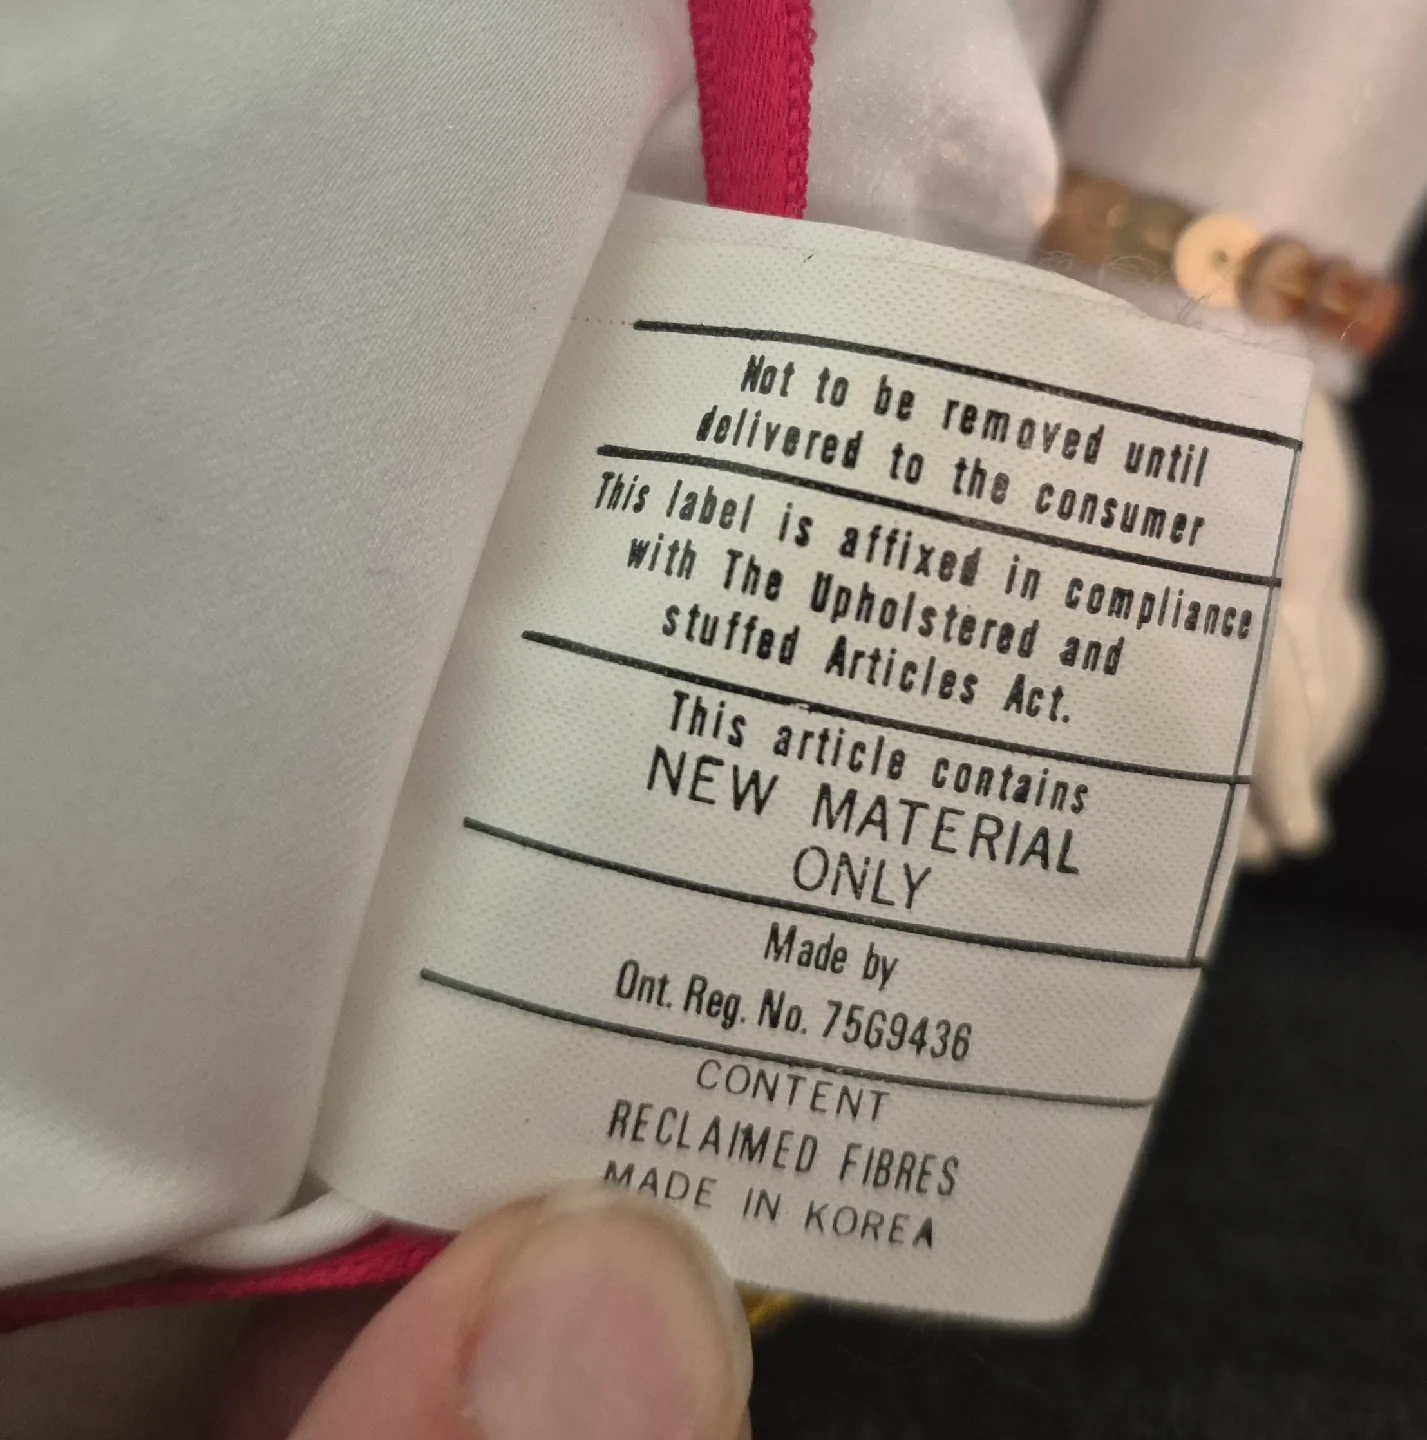 Not to be removed until
delivered to the consumer
This label is affixed in compliance
with The Upholstered and
stuffed Articles Act.
This article contains
NEW MATERIAL
ONLY
Made by
Ont. Reg. No. 75G9436
CONTENT
RECLAIMED FIBRES
MADE IN KOREA